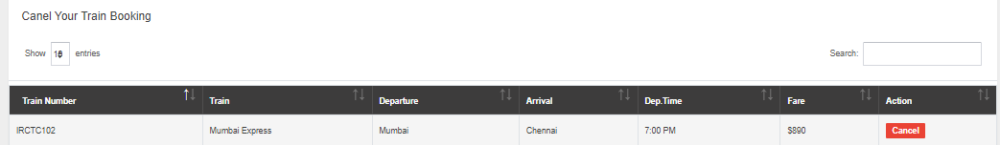 Canel Your Train Booking
Show 10 entries Search:
Train Number Train Departure Arrival Dep.Time Fare Action
IRCTC102 Mumbai Express Mumbai Chennai 7:00 PM $890 Cancel